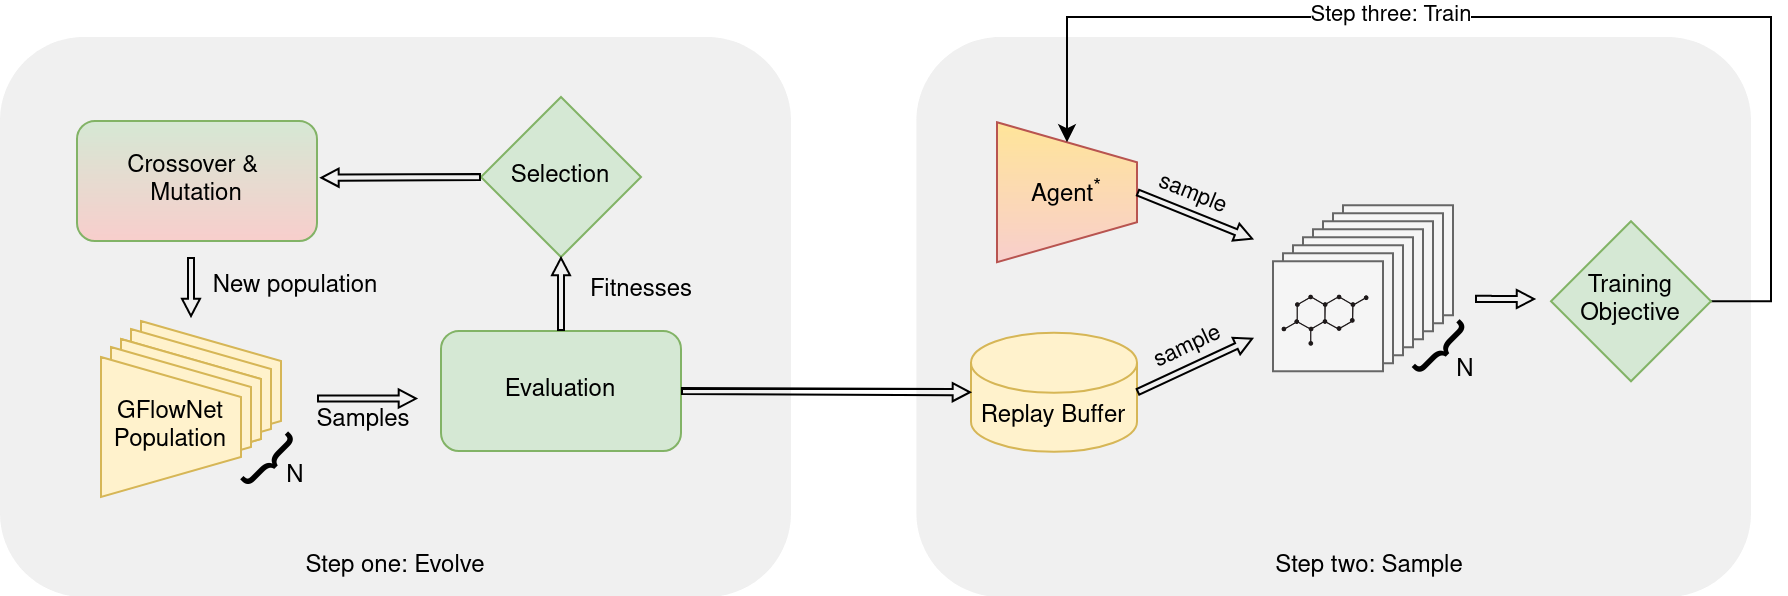 Step three: Train
Crossover &
Mutation
Selection
New population
Fitnesses
GFlowNet
Population
N
Samples
Evaluation
Step one: Evolve
Agent*
sample
sample
Replay Buffer
N
Training
Objective
Step two: Sample